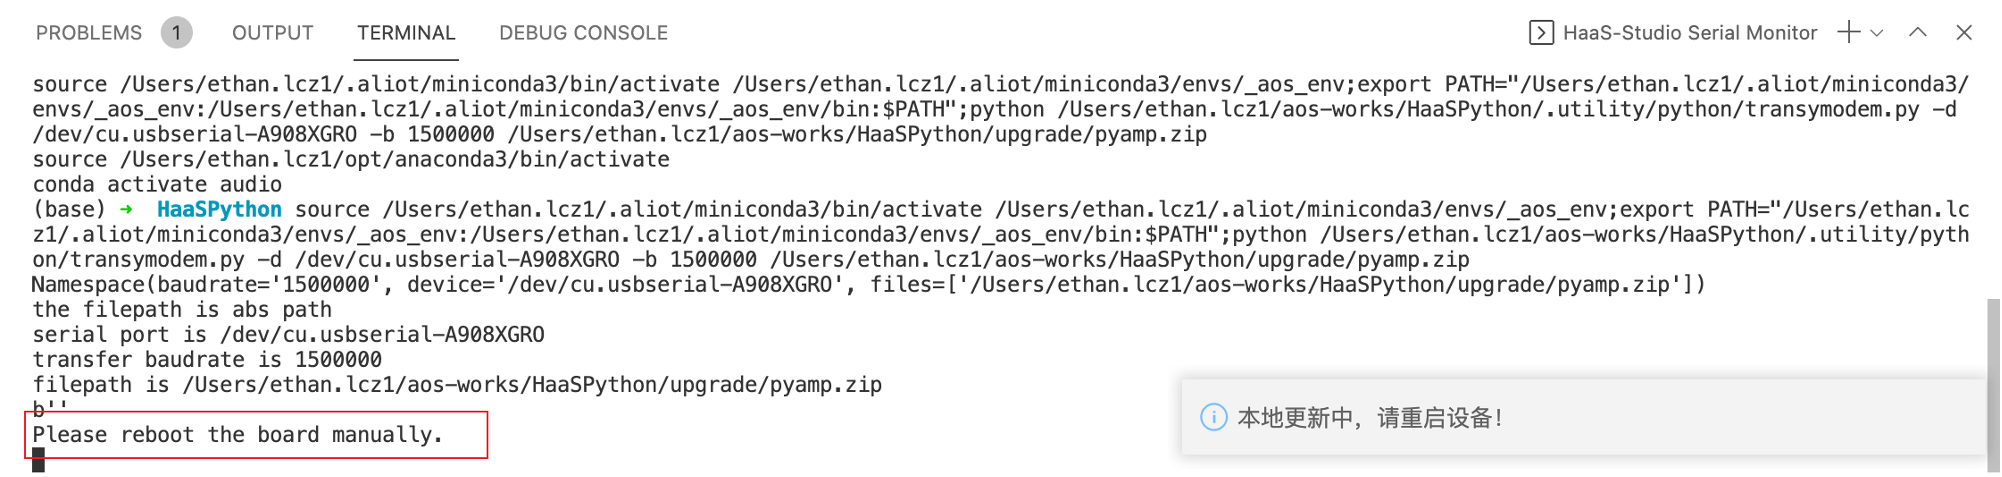 PROBLEMS 1 OUTPUT TERMINAL DEBUG CONSOLE HaaS-Studio Serial Monitor
source /Users/ethan.lcz1/.aliot/miniconda3/bin/activate /Users/ethan.lcz1/.aliot/miniconda3/envs/_aos_env;export PATH="/Users/ethan.lcz1/.aliot/miniconda3/
envs/_aos_env:/Users/ethan.lcz1/.aliot/miniconda3/envs/_aos_env/bin:$PATH";python /Users/ethan.lcz1/aos-works/HaaSPython/.utility/python/transymodem.py -d
/dev/cu.usbserial-A908XGRO -b 1500000 /Users/ethan.lcz1/aos-works/HaaSPython/upgrade/pyamp.zip
source /Users/ethan.lcz1/opt/anaconda3/bin/activate
conda activate audio
(base) ➜  HaaSPython source /Users/ethan.lcz1/.aliot/miniconda3/bin/activate /Users/ethan.lcz1/.aliot/miniconda3/envs/_aos_env;export PATH="/Users/ethan.lc
z1/.aliot/miniconda3/envs/_aos_env:/Users/ethan.lcz1/.aliot/miniconda3/envs/_aos_env/bin:$PATH";python /Users/ethan.lcz1/aos-works/HaaSPython/.utility/pyth
on/transymodem.py -d /dev/cu.usbserial-A908XGRO -b 1500000 /Users/ethan.lcz1/aos-works/HaaSPython/upgrade/pyamp.zip
Namespace(baudrate='1500000', device='/dev/cu.usbserial-A908XGRO', files=['/Users/ethan.lcz1/aos-works/HaaSPython/upgrade/pyamp.zip'])
the filepath is abs path
serial port is /dev/cu.usbserial-A908XGRO
transfer baudrate is 1500000
filepath is /Users/ethan.lcz1/aos-works/HaaSPython/upgrade/pyamp.zip
b''
本地更新中，请重启设备！
Please reboot the board manually.